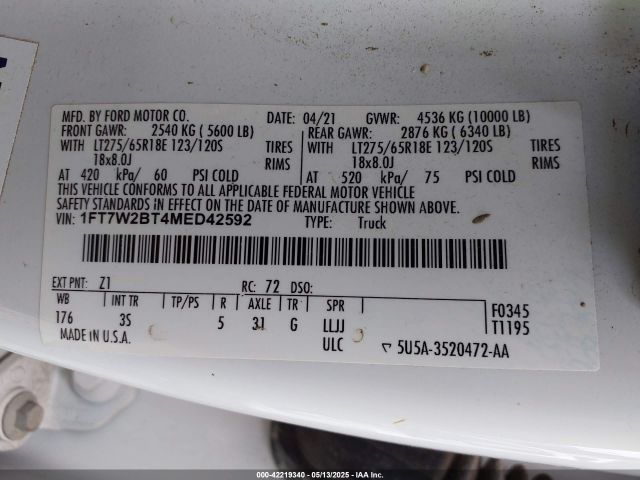 MFD. BY FORD MOTOR CO. DATE: 04/21 GVWR: 4536 KG (10000 LB)
FRONT GAWR: 2540 KG ( 5600 LB) REAR GAWR: 2876 KG ( 6340 LB)
WITH LT275/65R18E 123/120S TIRES WITH LT275/65R18E 123/120S TIRES
18x8.0J RIMS 18x8.0J RIMS
AT 420 kPa/ 60 PSI COLD AT 520 kPa/ 75 PSI COLD
THIS VEHICLE CONFORMS TO ALL APPLICABLE FEDERAL MOTOR VEHICLE
SAFETY STANDARDS IN EFFECT ON THE DATE OF MANUFACTURE SHOWN ABOVE.
VIN: 1FT7W2BT4MED42592 TYPE: Truck
EXT PNT: Z1 RC: 72 DSO:
WB INT TR TP/PS R AXLE TR SPR F0345
176 3S 5 31 G LLJJ T1195
MADE IN U.S.A. ULC 5U5A-3520472-AA
000-42219340 - 05/13/2025 - IAAI, Inc.